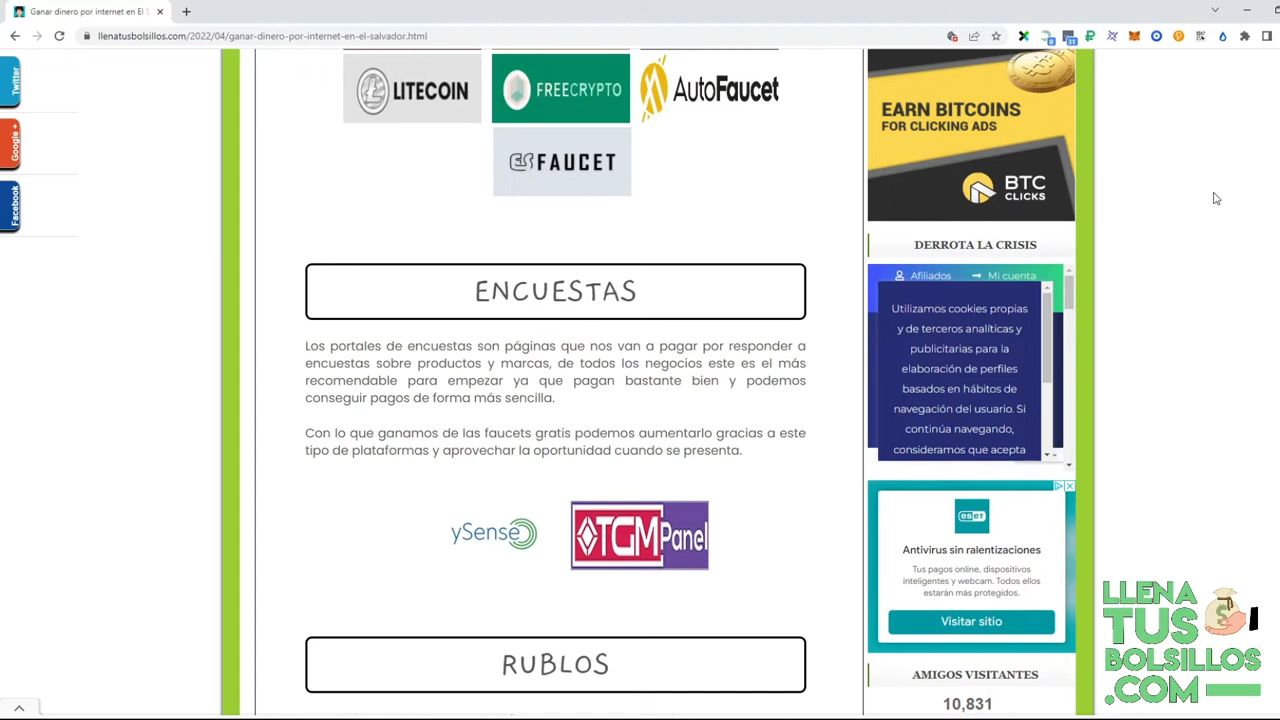 Ganar dinero por internet en El S
llenatusbolsillos.com/2022/04/ganar-dinero-por-internet-en-el-salvador.html
Twitter
Google +
Facebook
LITECOIN
FREECRYPTO
AutoFaucet
ESFAUCET
ENCUESTAS
Los portales de encuestas son páginas que nos van a pagar por responder a
encuestas sobre productos y marcas, de todos los negocios este es el más
recomendable para empezar ya que pagan bastante bien y podemos
conseguir pagos de forma más sencilla.
Con lo que ganamos de las faucets gratis podemos aumentarlo gracias a este
tipo de plataformas y aprovechar la oportunidad cuando se presenta.
ySense
TGMPanel
RUBLOS
EARN BITCOINS
FOR CLICKING ADS
BTC
CLICKS
DERROTA LA CRISIS
Afiliados
Mi cuenta
Utilizamos cookies propias
y de terceros analíticas y
publicitarias para la
elaboración de perfiles
basados en hábitos de
navegación del usuario. Si
continúa navegando,
consideramos que acepta
eset
Antivirus sin ralentizaciones
Tus pagos online, dispositivos
inteligentes y webcam. Todos ellos
estarán más protegidos.
Visitar sitio
AMIGOS VISITANTES
10,831
LLENA
TUS
BOLSILLOS
.COM